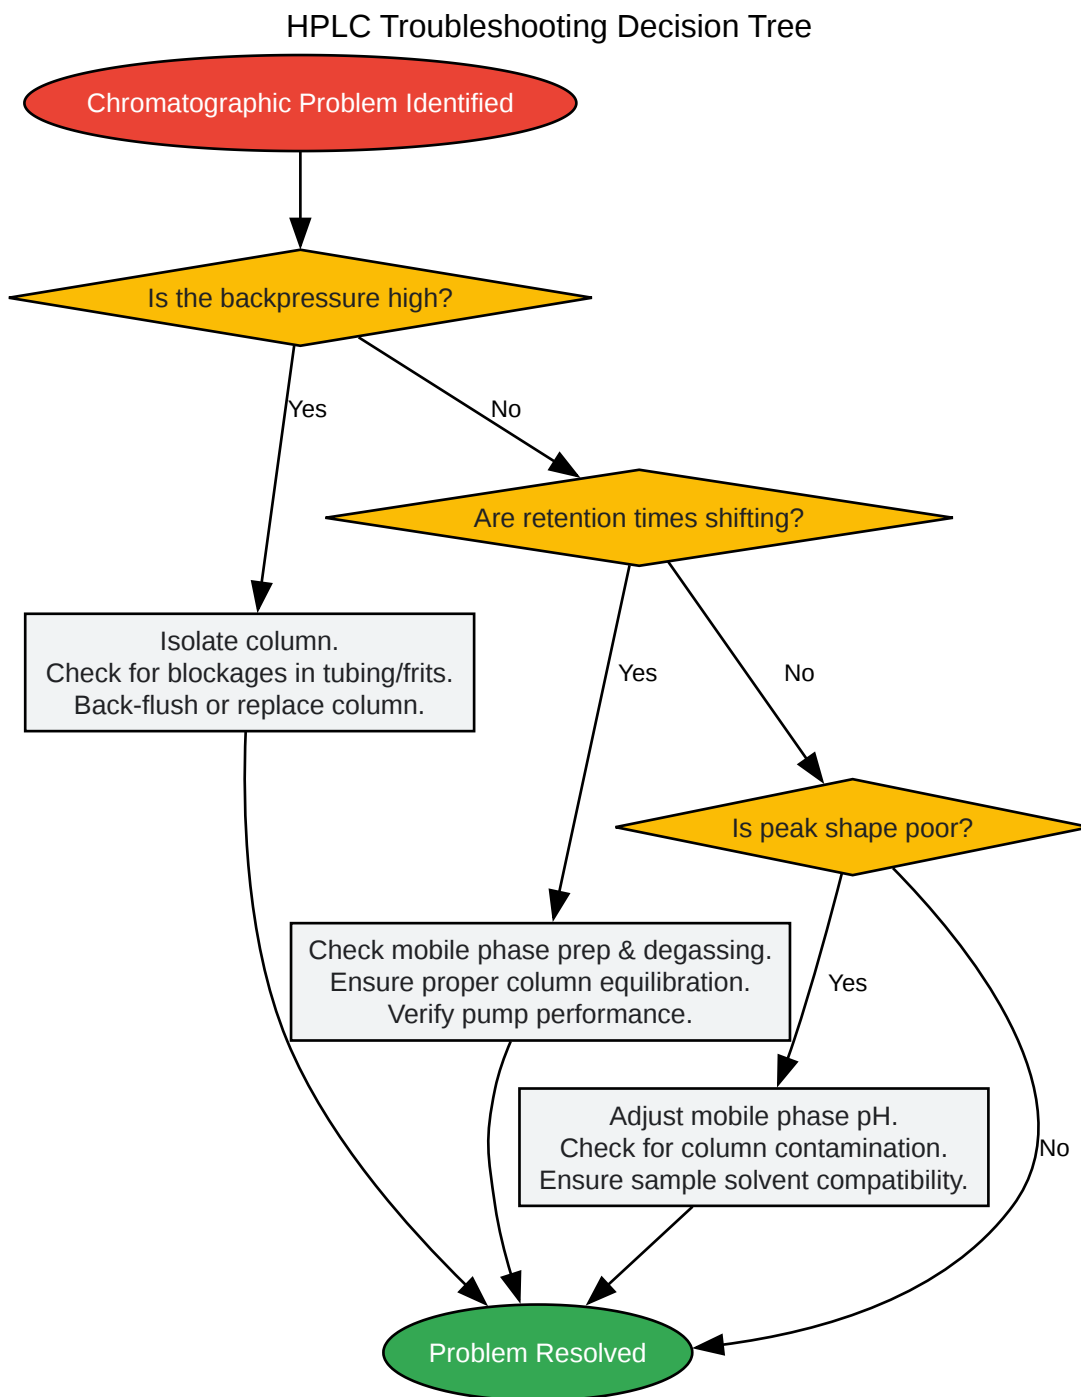 HPLC Troubleshooting Decision Tree
Chromatographic Problem Identified
Is the backpressure high?
Yes
No
Are retention times shifting?
Isolate column.
Check for blockages in tubing/frits.
Back-flush or replace column.
Yes
No
Is peak shape poor?
Check mobile phase prep & degassing.
Ensure proper column equilibration.
Verify pump performance.
Yes
No
Adjust mobile phase pH.
Check for column contamination.
Ensure sample solvent compatibility.
Problem Resolved